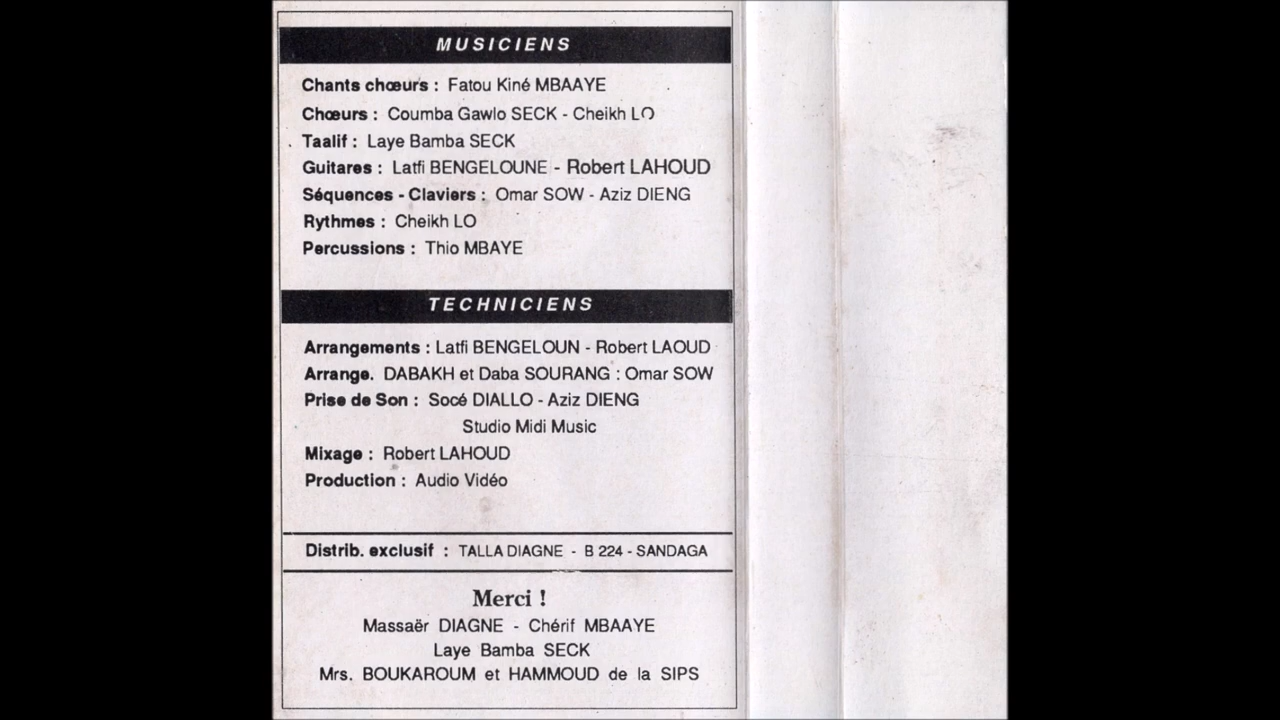 MUSICIENS
Chants chœurs : Fatou Kiné MBAAYE
Chœurs : Coumba Gawlo SECK - Cheikh LO
Taalif : Laye Bamba SECK
Guitares : Latfi BENGELOUNE - Robert LAHOUD
Séquences - Claviers : Omar SOW - Aziz DIENG
Rythmes : Cheikh LO
Percussions : Thio MBAYE
TECHNICIENS
Arrangements : Latfi BENGELOUN - Robert LAOUD
Arrange. DABAKH et Daba SOURANG : Omar SOW
Prise de Son : Socé DIALLO - Aziz DIENG
Studio Midi Music
Mixage : Robert LAHOUD
Production : Audio Vidéo
Distrib. exclusif : TALLA DIAGNE - B 224 - SANDAGA
Merci !
Massaër DIAGNE - Chérif MBAAYE
Laye Bamba SECK
Mrs. BOUKAROUM et HAMMOUD de la SIPS